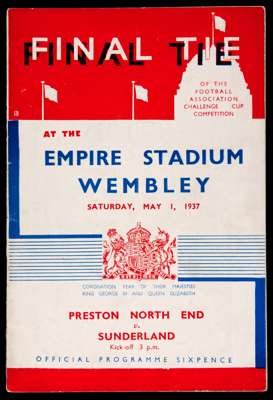 FINAL TIE
OF THE
FOOTBALL
ASSOCIATION
CHALLENGE CUP
COMPETITION
AT THE
EMPIRE STADIUM
WEMBLEY
SATURDAY, MAY 1, 1937
CORONATION YEAR OF THEIR MAJESTIES
KING GEORGE VI AND QUEEN ELIZABETH
PRESTON NORTH END
v.
SUNDERLAND
Kick-off 3 p.m.
OFFICIAL PROGRAMME SIXPENCE